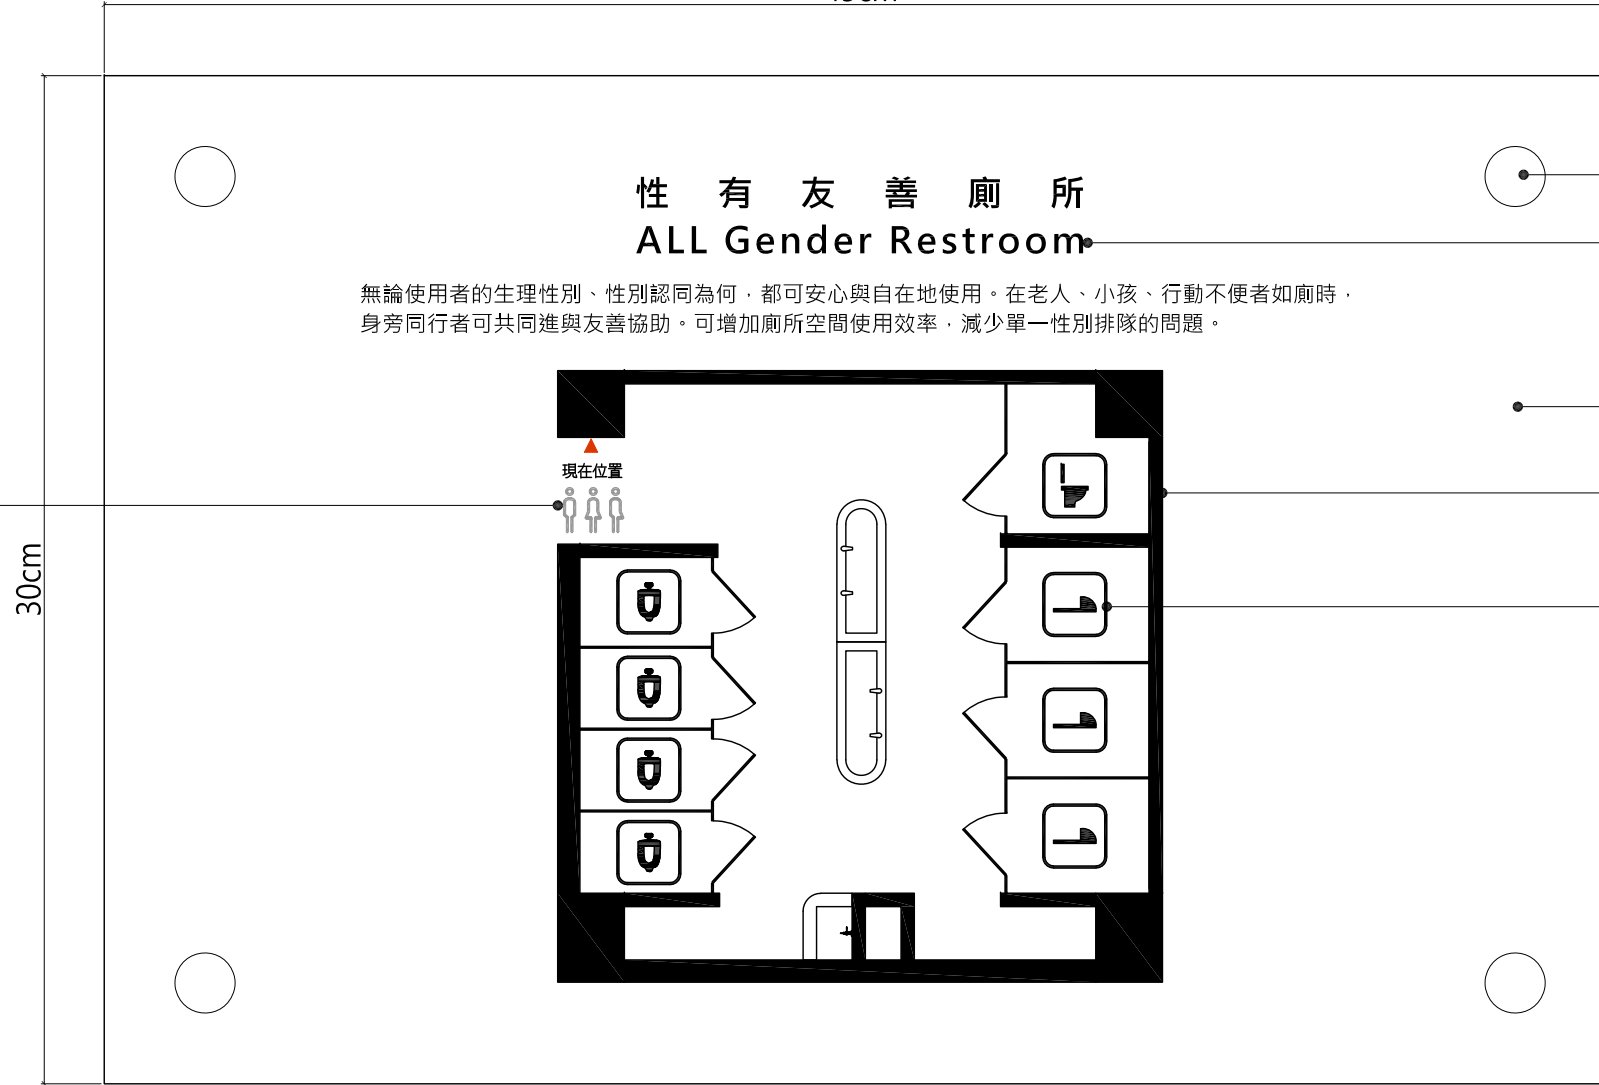 性有友善廁所
ALL Gender Restroom
無論使用者的生理性別、性別認同為何，都可安心與自在地使用。在老人、小孩、行動不便者如廁時，
身旁同行者可共同進與友善協助。可增加廁所空間使用效率，減少單一性別排隊的問題。
現在位置
30cm